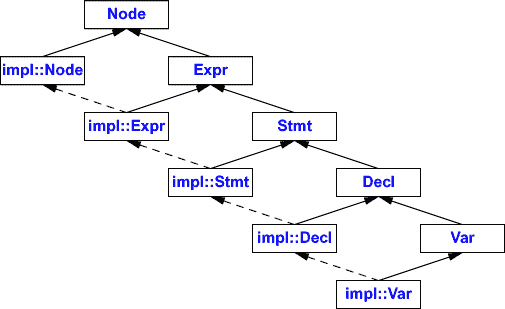 Node
impl::Node
Expr
impl::Expr
Stmt
impl::Stmt
Decl
impl::Decl
Var
impl::Var